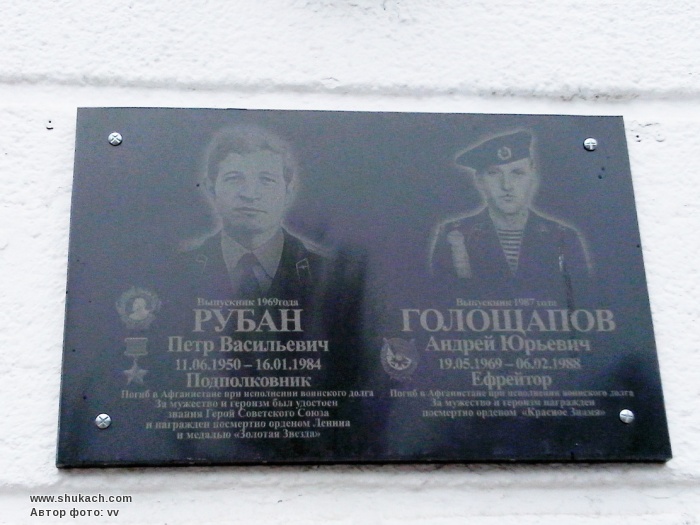 Выпускник 1969года
РУБАН
Петр Васильевич
11.06.1950 – 16.01.1984
Подполковник
Погиб в Афганистане при исполнении воинского долга
За мужество и героизм был удостоен
звания Герой Советского Союза
и награжден посмертно орденом Ленина
и медалью «Золотая Звезда»
Выпускник 1987 года
ГОЛОЩАПОВ
Андрей Юрьевич
19.05.1969 – 06.02.1988
Ефрейтор
Погиб в Афганистане при исполнении воинского долга
За мужество и героизм награжден
посмертно орденом «Красное Знамя»
www.shukach.com
Автор фото: vv